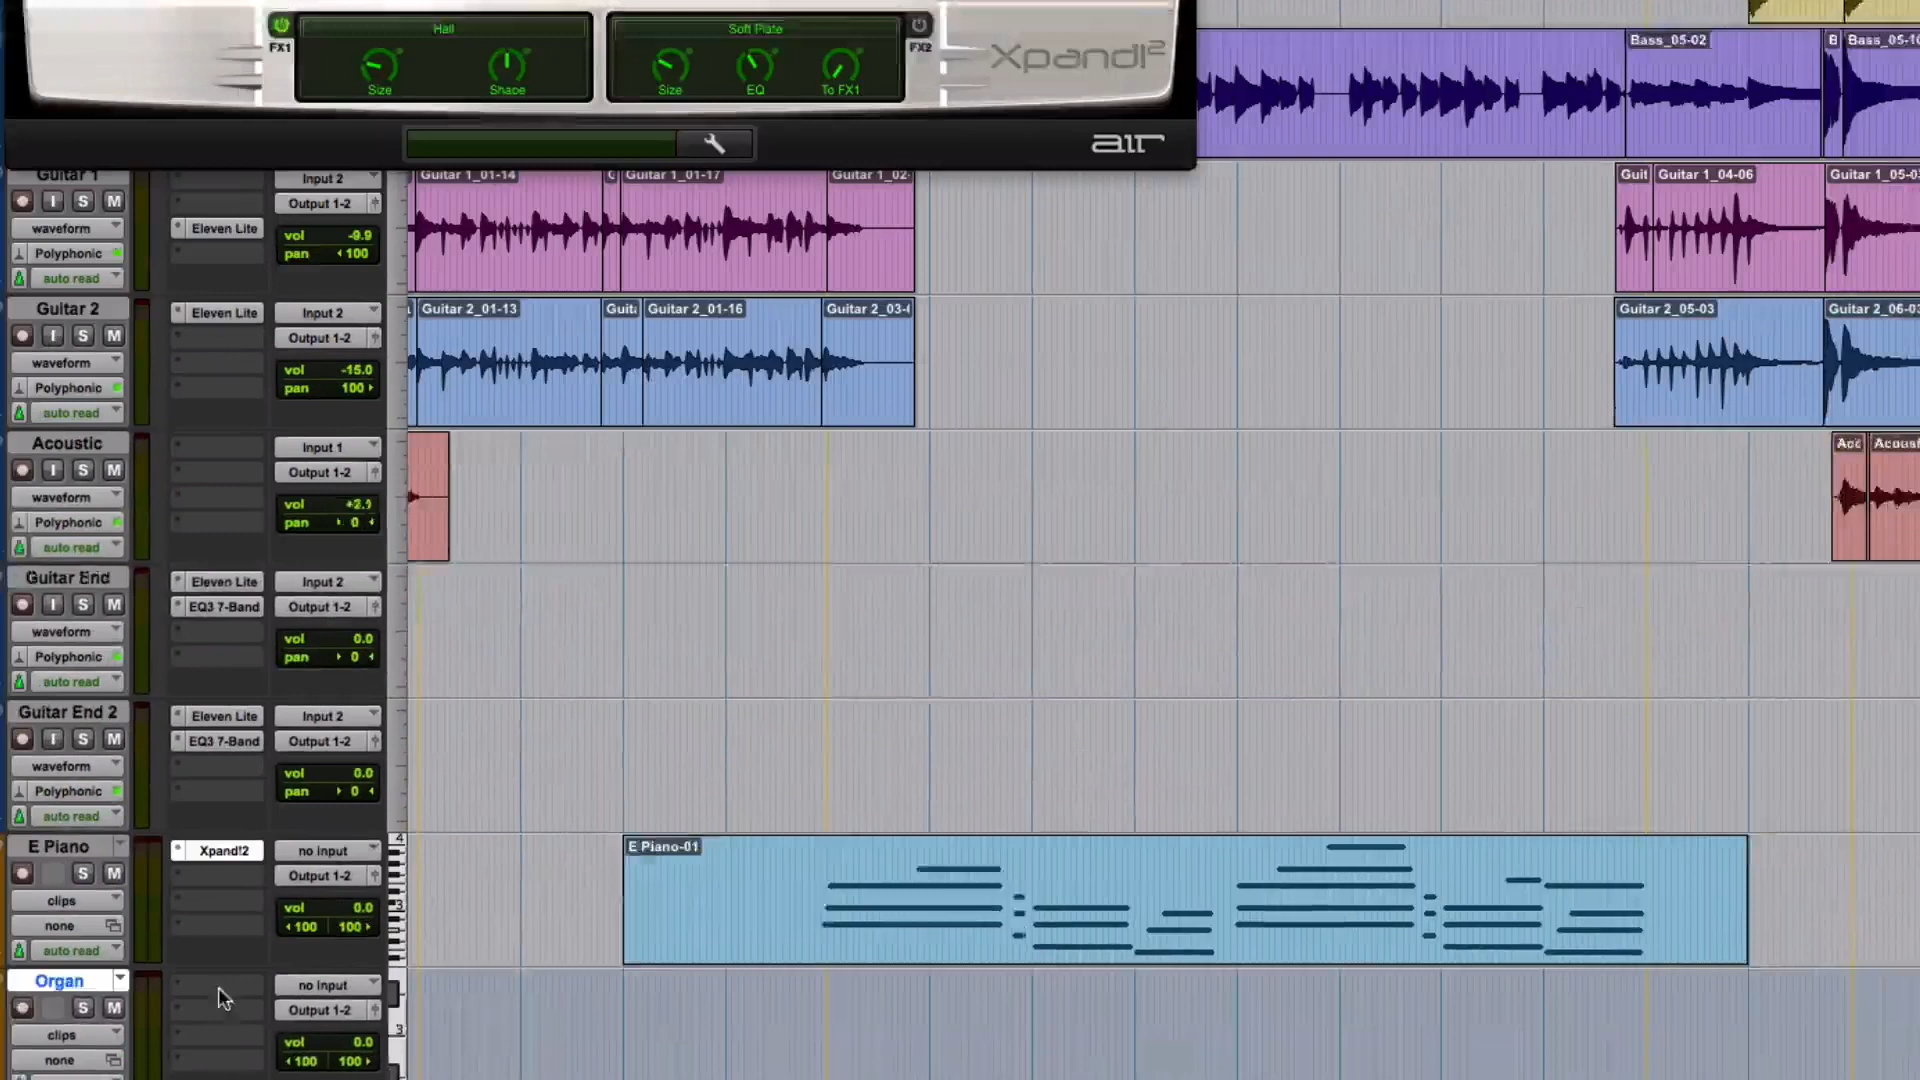 Hall
Soft Plate
FX1
FX2
Size
Shape
Size
EQ
To FX1
Xpand!²
air
Bass_05-02
B
Bass_05-10
Guitar 1
I S M
waveform
Polyphonic
auto read
Eleven Lite
Input 2
Output 1-2
vol -9.9
pan ‹100
Guitar 1_01-14
Guitar 1_01-17
Guitar 1_02-
Guit
Guitar 1_04-06
Guitar 1_05-0
Guitar 2
I S M
waveform
Polyphonic
auto read
Eleven Lite
Input 2
Output 1-2
vol -15.0
pan 100›
Guitar 2_01-13
Guita
Guitar 2_01-16
Guitar 2_03-
Guitar 2_05-03
Guitar 2_06-03
Acoustic
I S M
waveform
Polyphonic
auto read
Input 1
Output 1-2
vol
pan › 0 ‹
Acoust
Guitar End
I S M
waveform
Polyphonic
auto read
Eleven Lite
EQ3 7-Band
Input 2
Output 1-2
vol 0.0
pan › 0 ‹
Guitar End 2
I S M
waveform
Polyphonic
auto read
Eleven Lite
EQ3 7-Band
Input 2
Output 1-2
vol 0.0
pan › 0 ‹
E Piano
S M
clips
none
auto read
Xpand!2
no input
Output 1-2
vol 0.0
‹100 100›
4
3
E Piano-01
Organ
S M
clips
none
no input
Output 1-2
vol 0.0
‹100 100›
3